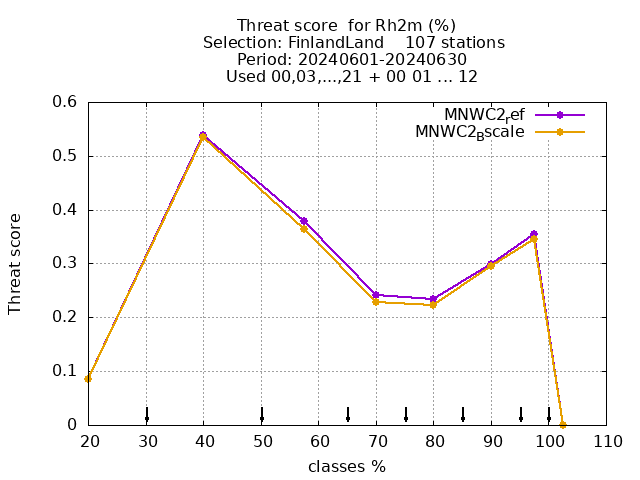 Threat score  for Rh2m (%)
Selection: FinlandLand    107 stations
Period: 20240601-20240630
Used 00,03,...,21 + 00 01 ... 12
MNWC2ref
MNWC2Bscale
0.6
0.5
0.4
0.3
0.2
0.1
0
Threat score
20 30 40 50 60 70 80 90 100 110
classes %